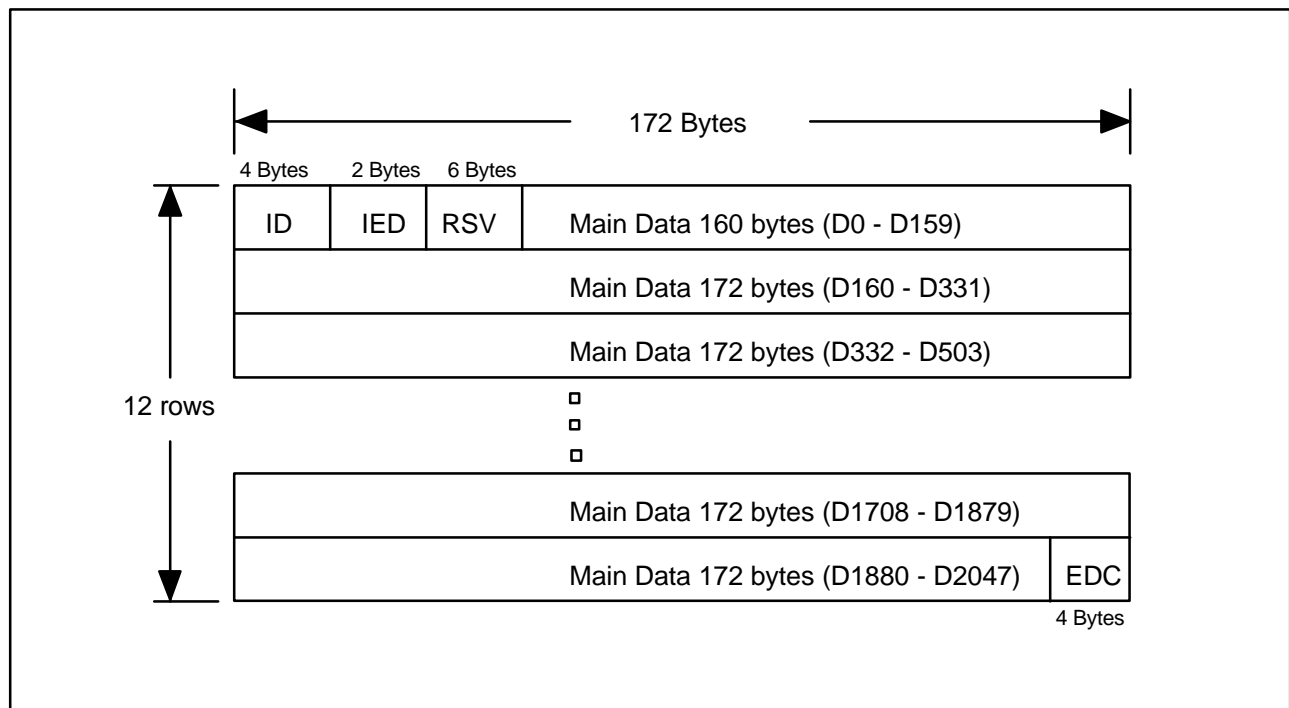 172 Bytes
4 Bytes 2 Bytes 6 Bytes
ID IED RSV Main Data 160 bytes (D0 - D159)
Main Data 172 bytes (D160 - D331)
Main Data 172 bytes (D332 - D503)
12 rows
Main Data 172 bytes (D1708 - D1879)
Main Data 172 bytes (D1880 - D2047) EDC
4 Bytes